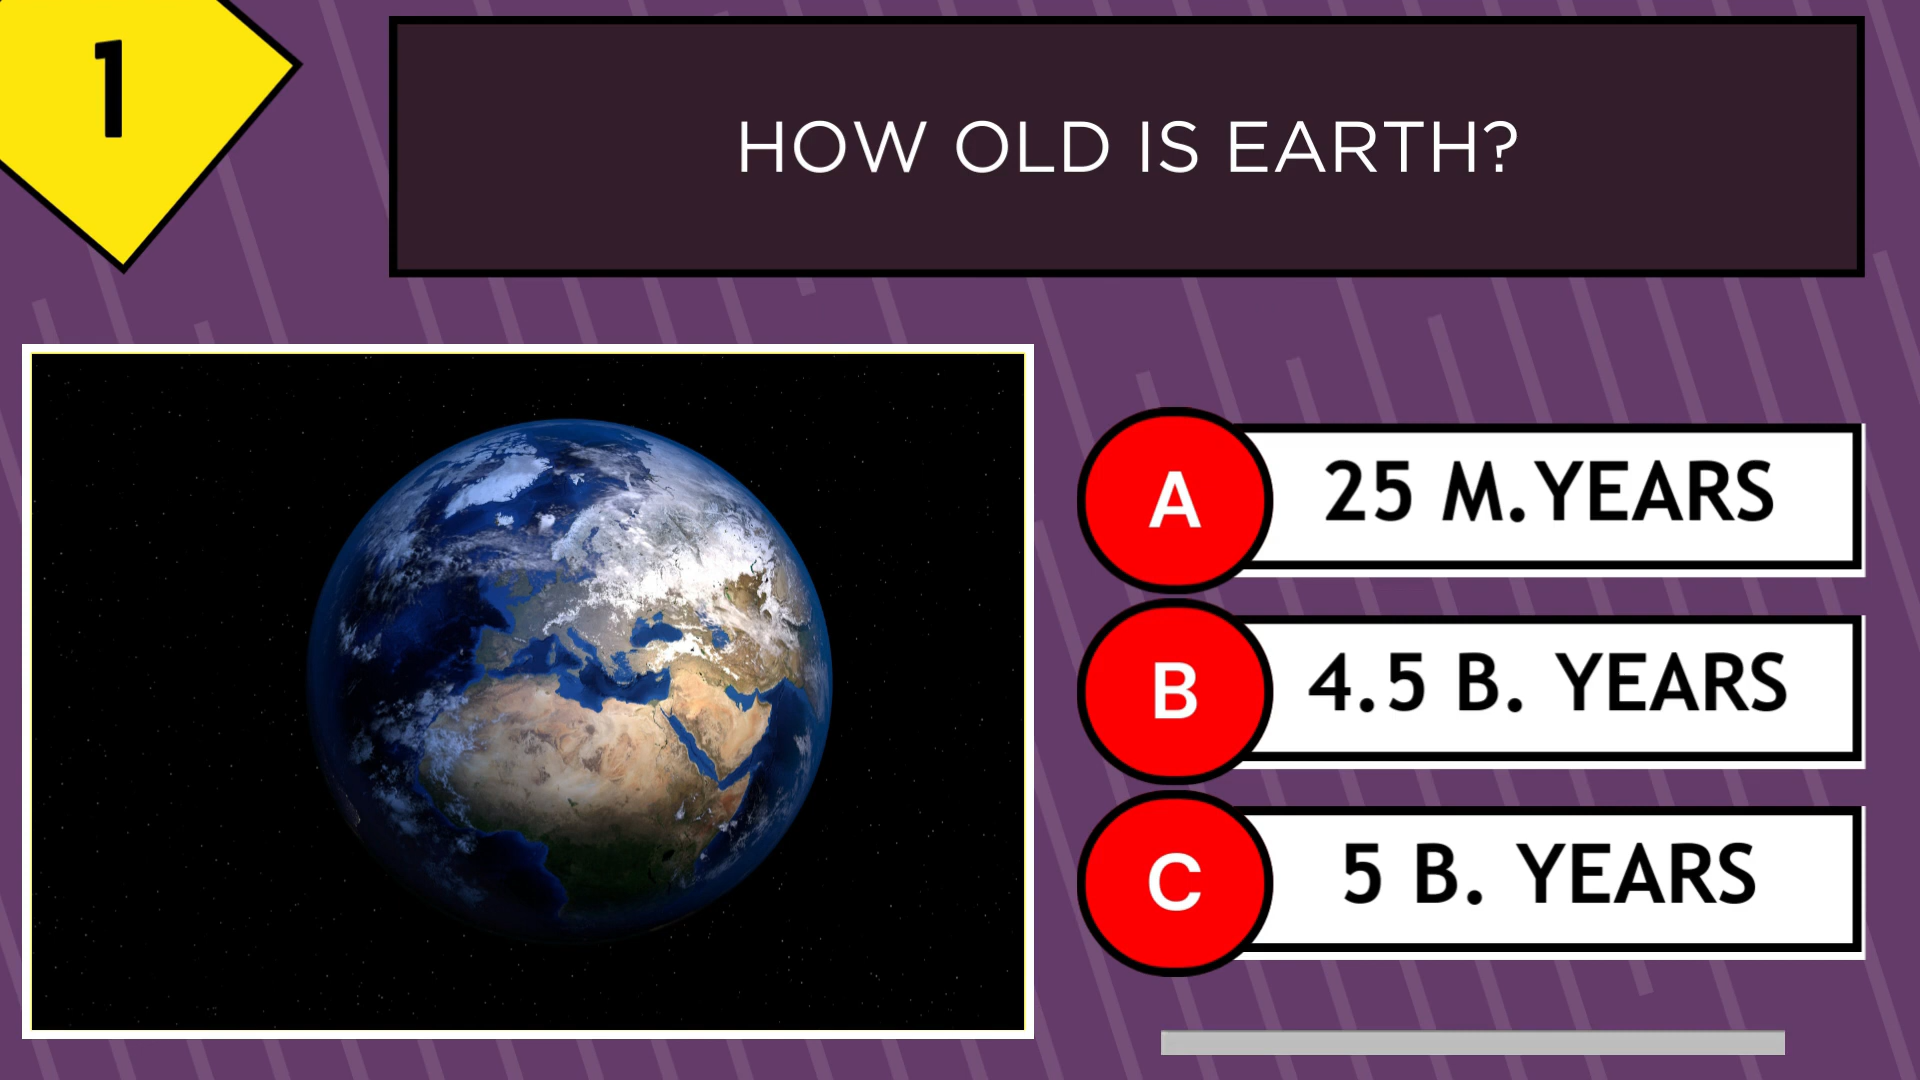 1
HOW OLD IS EARTH?
A
25 M.YEARS
B
4.5 B. YEARS
C
5 B. YEARS